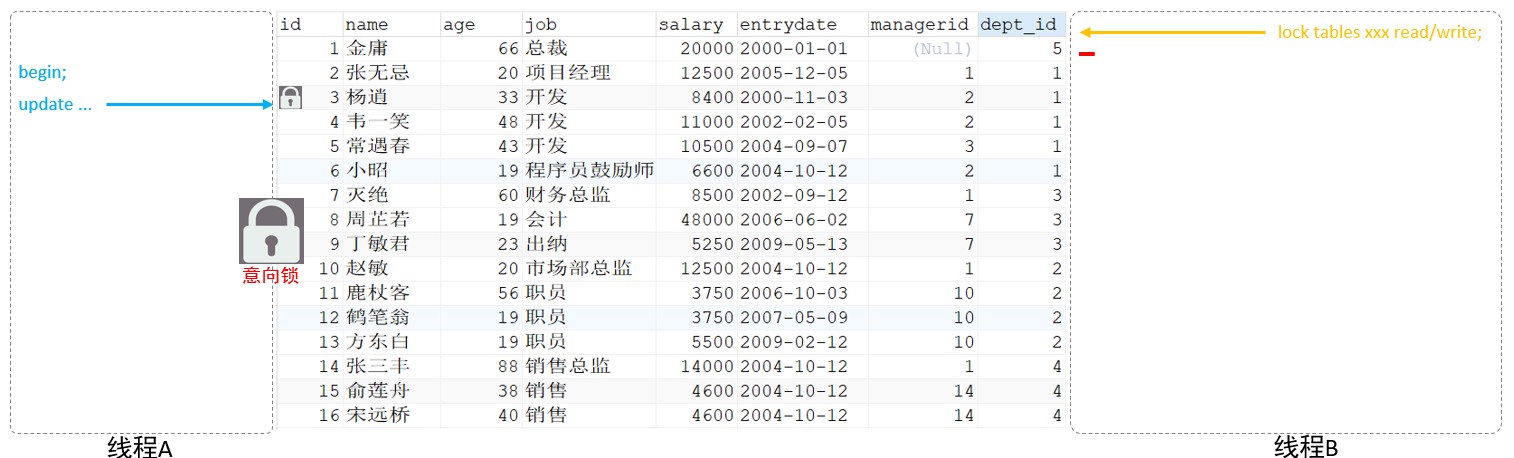 id name age job salary entrydate managerid dept_id
lock tables xxx read/write;
1 金庸 66 总裁 20000 2000-01-01 (Null) 5
begin;
2 张无忌 20 项目经理 12500 2005-12-05 1 1
update ...
3 杨逍 33 开发 8400 2000-11-03 2 1
4 韦一笑 48 开发 11000 2002-02-05 2 1
5 常遇春 43 开发 10500 2004-09-07 3 1
6 小昭 19 程序员鼓励师 6600 2004-10-12 2 1
7 灭绝 60 财务总监 8500 2002-09-12 1 3
8 周芷若 19 会计 48000 2006-06-02 7 3
9 丁敏君 23 出纳 5250 2009-05-13 7 3
意向锁
10 赵敏 20 市场部总监 12500 2004-10-12 1 2
11 鹿杖客 56 职员 3750 2006-10-03 10 2
12 鹤笔翁 19 职员 3750 2007-05-09 10 2
13 方东白 19 职员 5500 2009-02-12 10 2
14 张三丰 88 销售总监 14000 2004-10-12 1 4
15 俞莲舟 38 销售 4600 2004-10-12 14 4
16 宋远桥 40 销售 4600 2004-10-12 14 4
线程A
线程B